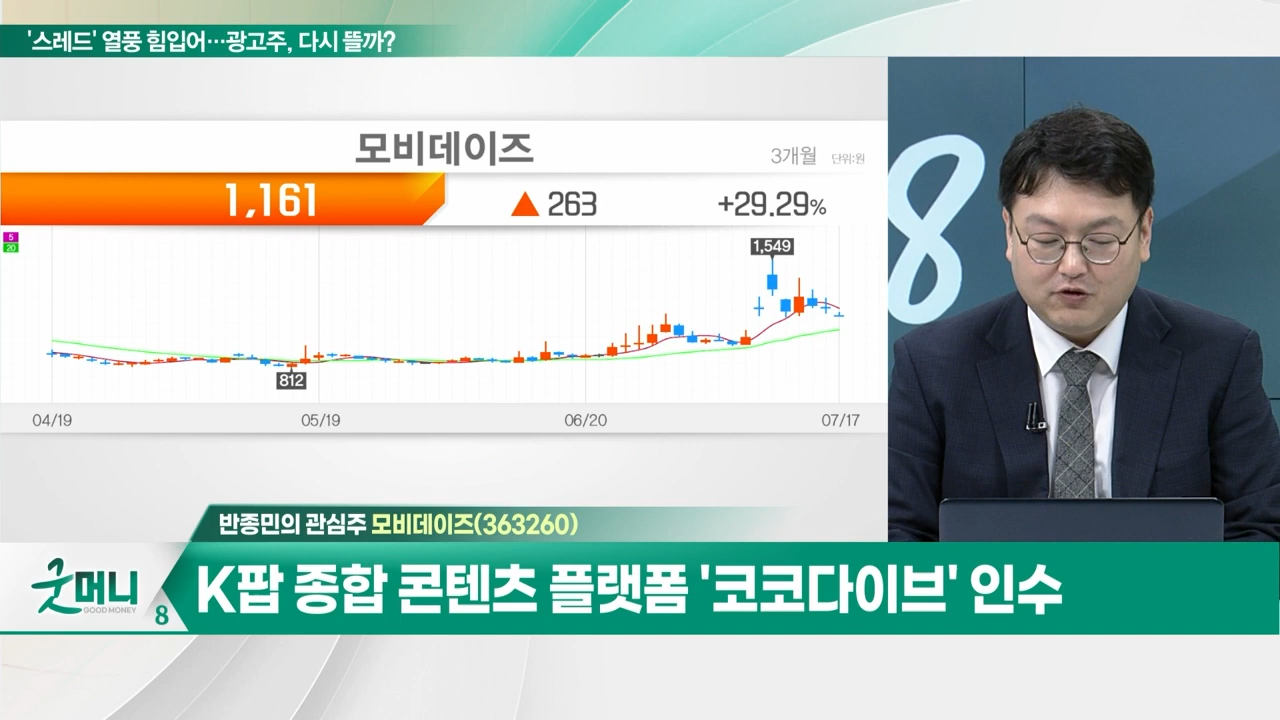 '스레드' 열풍 힘입어…광고주, 다시 뜰까?
모비데이즈
3개월 단위:원
1,161 ▲ 263 +29.29%
5
20
1,549
812
04/19 05/19 06/20 07/17
8
반종민의 관심주 모비데이즈(363260)
굿머니
GOOD MONEY
8
K팝 종합 콘텐츠 플랫폼 '코코다이브' 인수